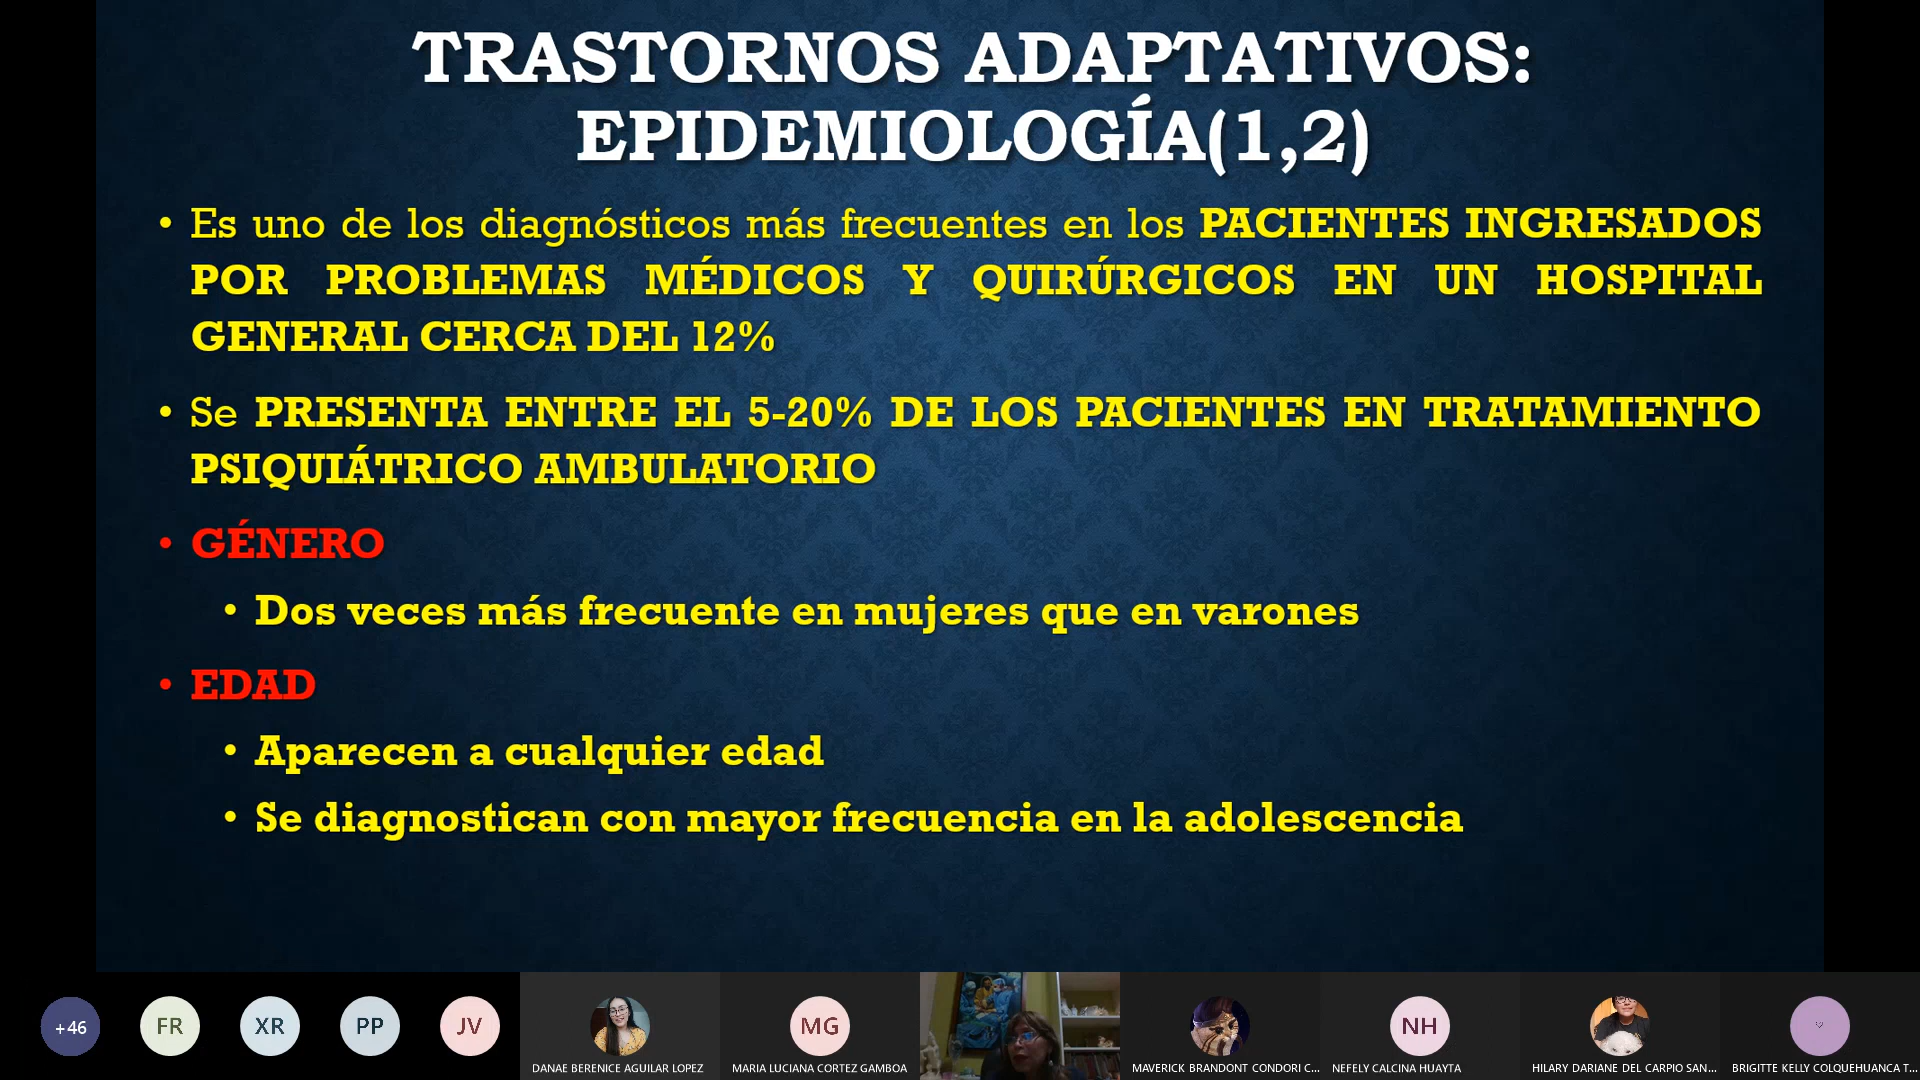 TRASTORNOS ADAPTATIVOS:
EPIDEMIOLOGÍA(1,2)
• Es uno de los diagnósticos más frecuentes en los PACIENTES INGRESADOS
POR PROBLEMAS MÉDICOS Y QUIRÚRGICOS EN UN HOSPITAL
GENERAL CERCA DEL 12%
• Se PRESENTA ENTRE EL 5-20% DE LOS PACIENTES EN TRATAMIENTO
PSIQUIÁTRICO AMBULATORIO
• GÉNERO
• Dos veces más frecuente en mujeres que en varones
• EDAD
• Aparecen a cualquier edad
• Se diagnostican con mayor frecuencia en la adolescencia
+46 FR XR PP JV MG NH
DANAE BERENICE AGUILAR LOPEZ MARIA LUCIANA CORTEZ GAMBOA MAVERICK BRANDONT CONDORI C... NEFELY CALCINA HUAYTA HILARY DARIANE DEL CARPIO SAN... BRIGITTE KELLY COLQUEHUANCA T...